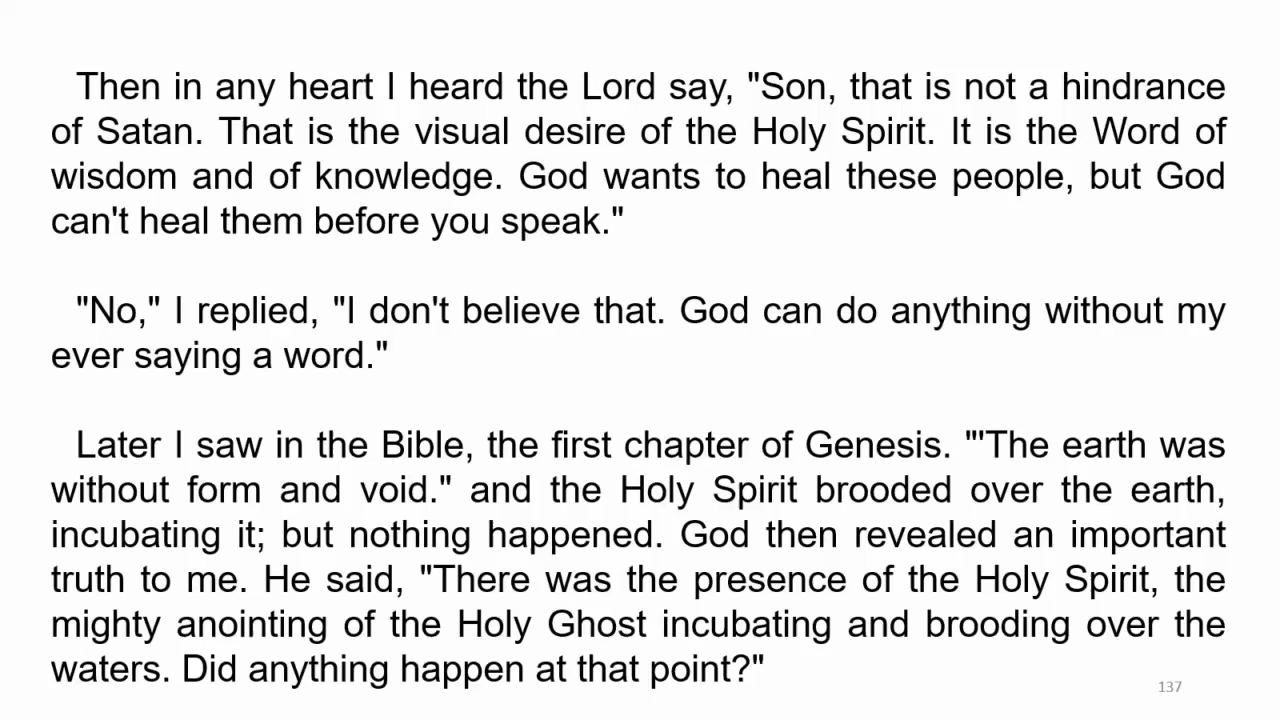 Then in any heart I heard the Lord say, "Son, that is not a hindrance
of Satan. That is the visual desire of the Holy Spirit. It is the Word of
wisdom and of knowledge. God wants to heal these people, but God
can't heal them before you speak."
"No," I replied, "I don't believe that. God can do anything without my
ever saying a word."
Later I saw in the Bible, the first chapter of Genesis. "'The earth was
without form and void." and the Holy Spirit brooded over the earth,
incubating it; but nothing happened. God then revealed an important
truth to me. He said, "There was the presence of the Holy Spirit, the
mighty anointing of the Holy Ghost incubating and brooding over the
waters. Did anything happen at that point?"
137